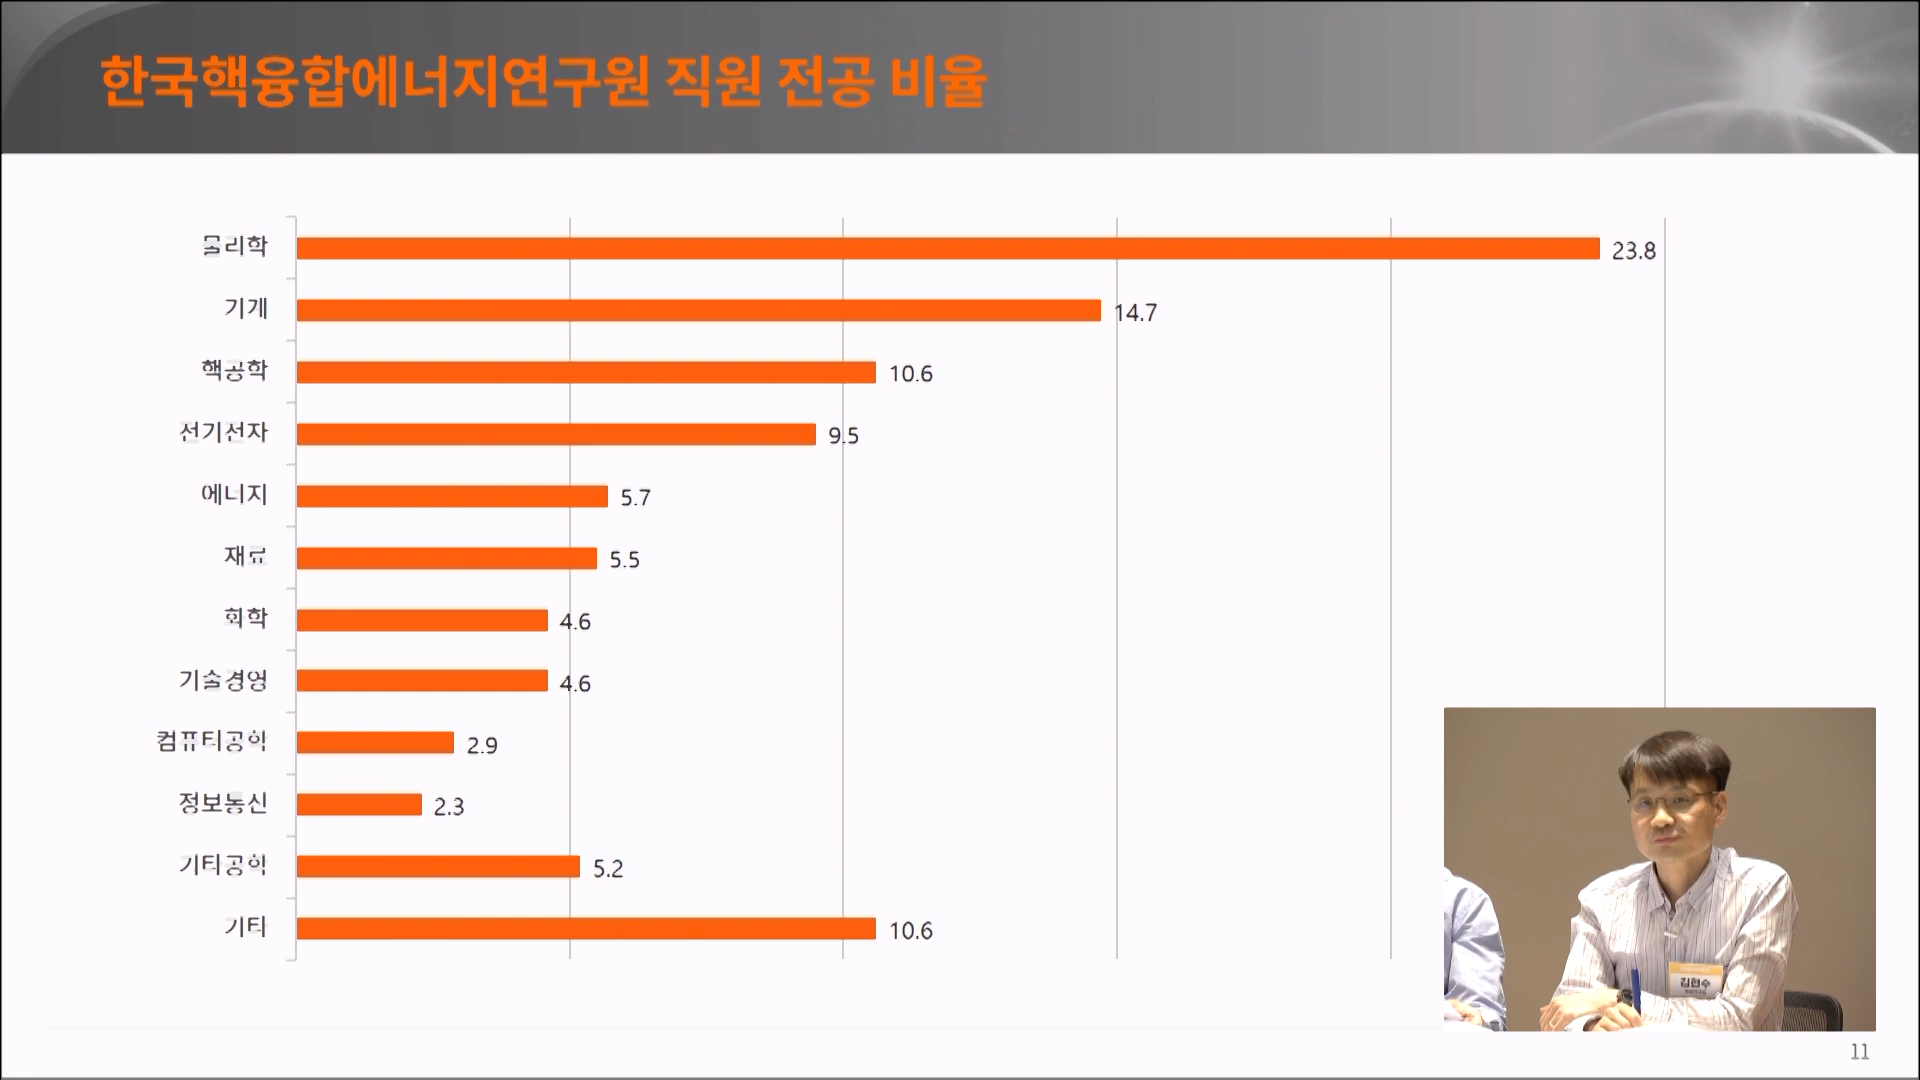 한국핵융합에너지연구원 직원 전공 비율
물리학 23.8
기계 14.7
핵공학 10.6
전기전자 9.5
에너지 5.7
재료 5.5
화학 4.6
기술경영 4.6
컴퓨터공학 2.9
정보통신 2.3
기타공학 5.2
기타 10.6
김현수
11